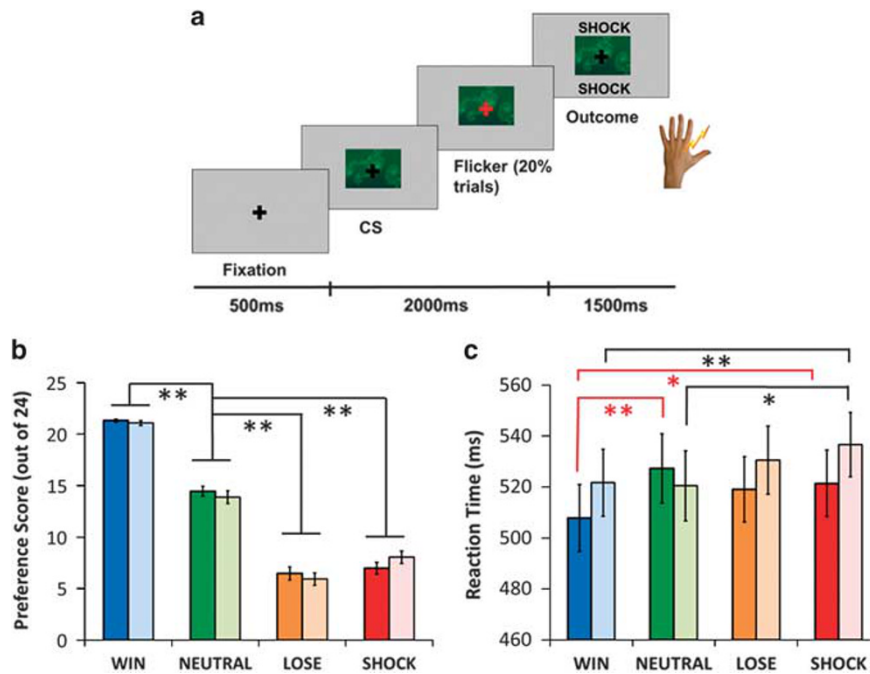 a
SHOCK
SHOCK
Outcome
Flicker (20%
trials)
CS
Fixation
500ms
2000ms
1500ms
b
Preference Score (out of 24)
25
20
15
10
5
0
**
**
**
WIN
NEUTRAL
LOSE
SHOCK
c
Reaction Time (ms)
560
540
520
500
480
460
**
*
**
*
WIN
NEUTRAL
LOSE
SHOCK